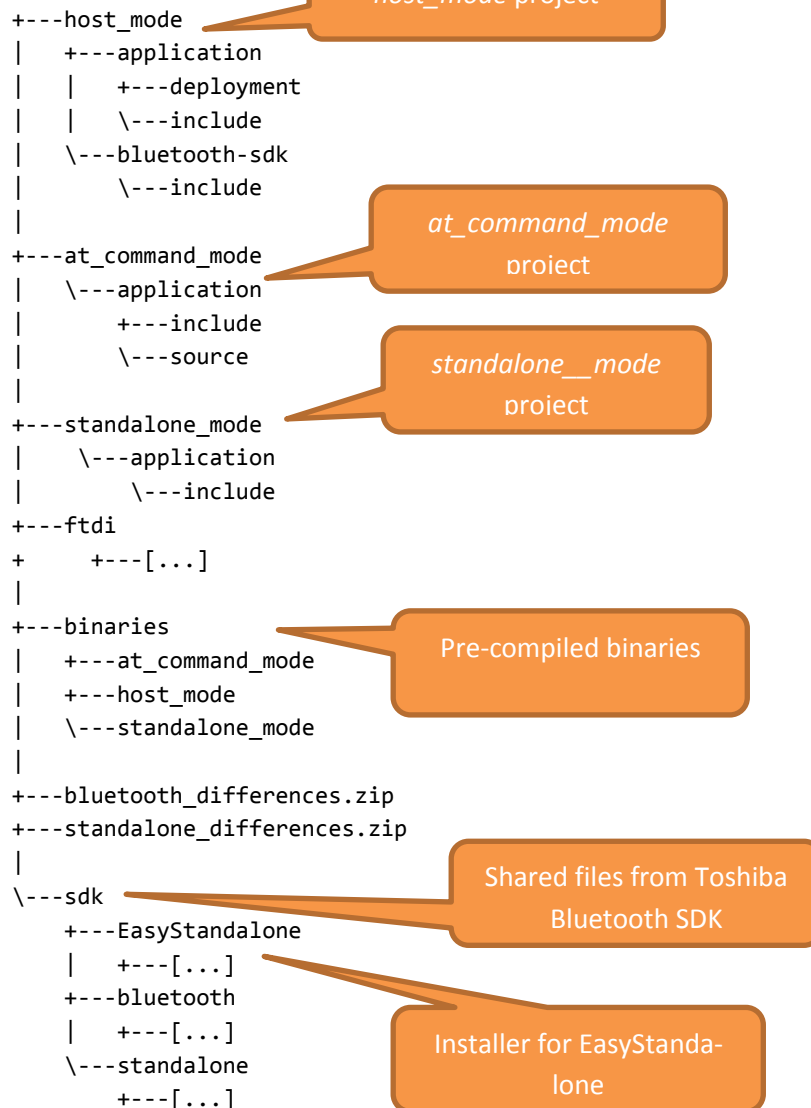 host_mode project
+---host_mode
|   +---application
|   |   +---deployment
|   |   \---include
|   \---bluetooth-sdk
|       \---include
|
+---at_command_mode
|   \---application
|       +---include
|       \---source
|
+---standalone_mode
|    \---application
|        \---include
+---ftdi
+     +---[...]
|
+---binaries
|   +---at_command_mode
|   +---host_mode
|   \---standalone_mode
|
+---bluetooth_differences.zip
+---standalone_differences.zip
|
\---sdk
    +---EasyStandalone
    |   +---[...]
    +---bluetooth
    |   +---[...]
    \---standalone
        +---[...]
at_command_mode
project
standalone__mode
project
Pre-compiled binaries
Shared files from Toshiba
Bluetooth SDK
Installer for EasyStanda-
lone